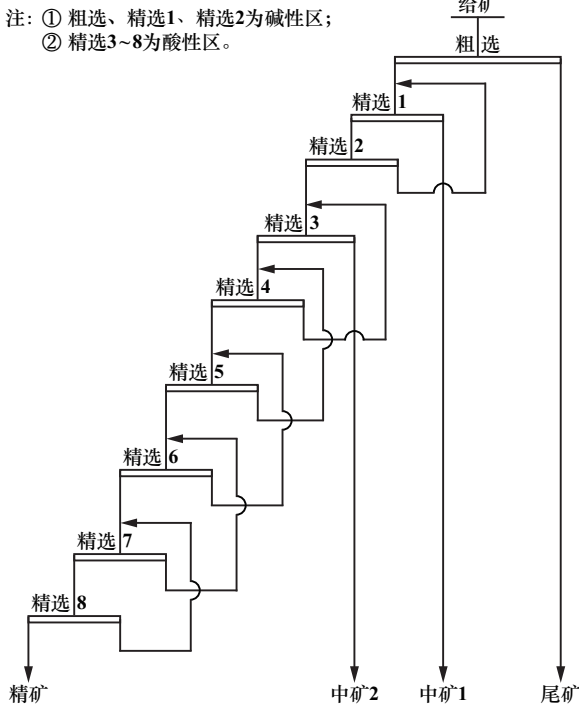 注: ① 粗选、精选1、精选2为碱性区;
② 精选3~8为酸性区。
给矿
粗选
精选 1
精选 2
精选 3
精选 4
精选 5
精选 6
精选 7
精选 8
精矿 中矿2 中矿1 尾矿